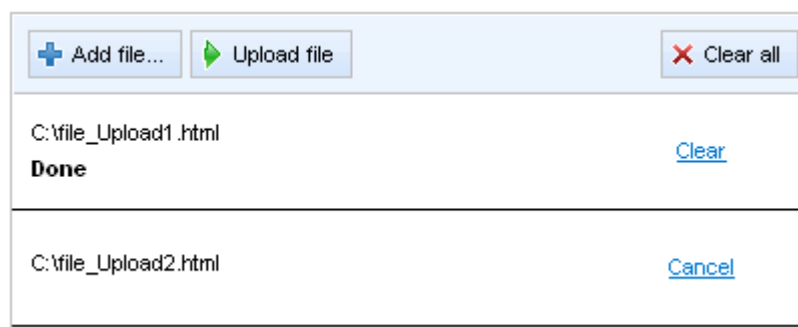 Add file... Upload file Clear all
C:\file_Upload1.html
Done
Clear
C:\file_Upload2.html
Cancel